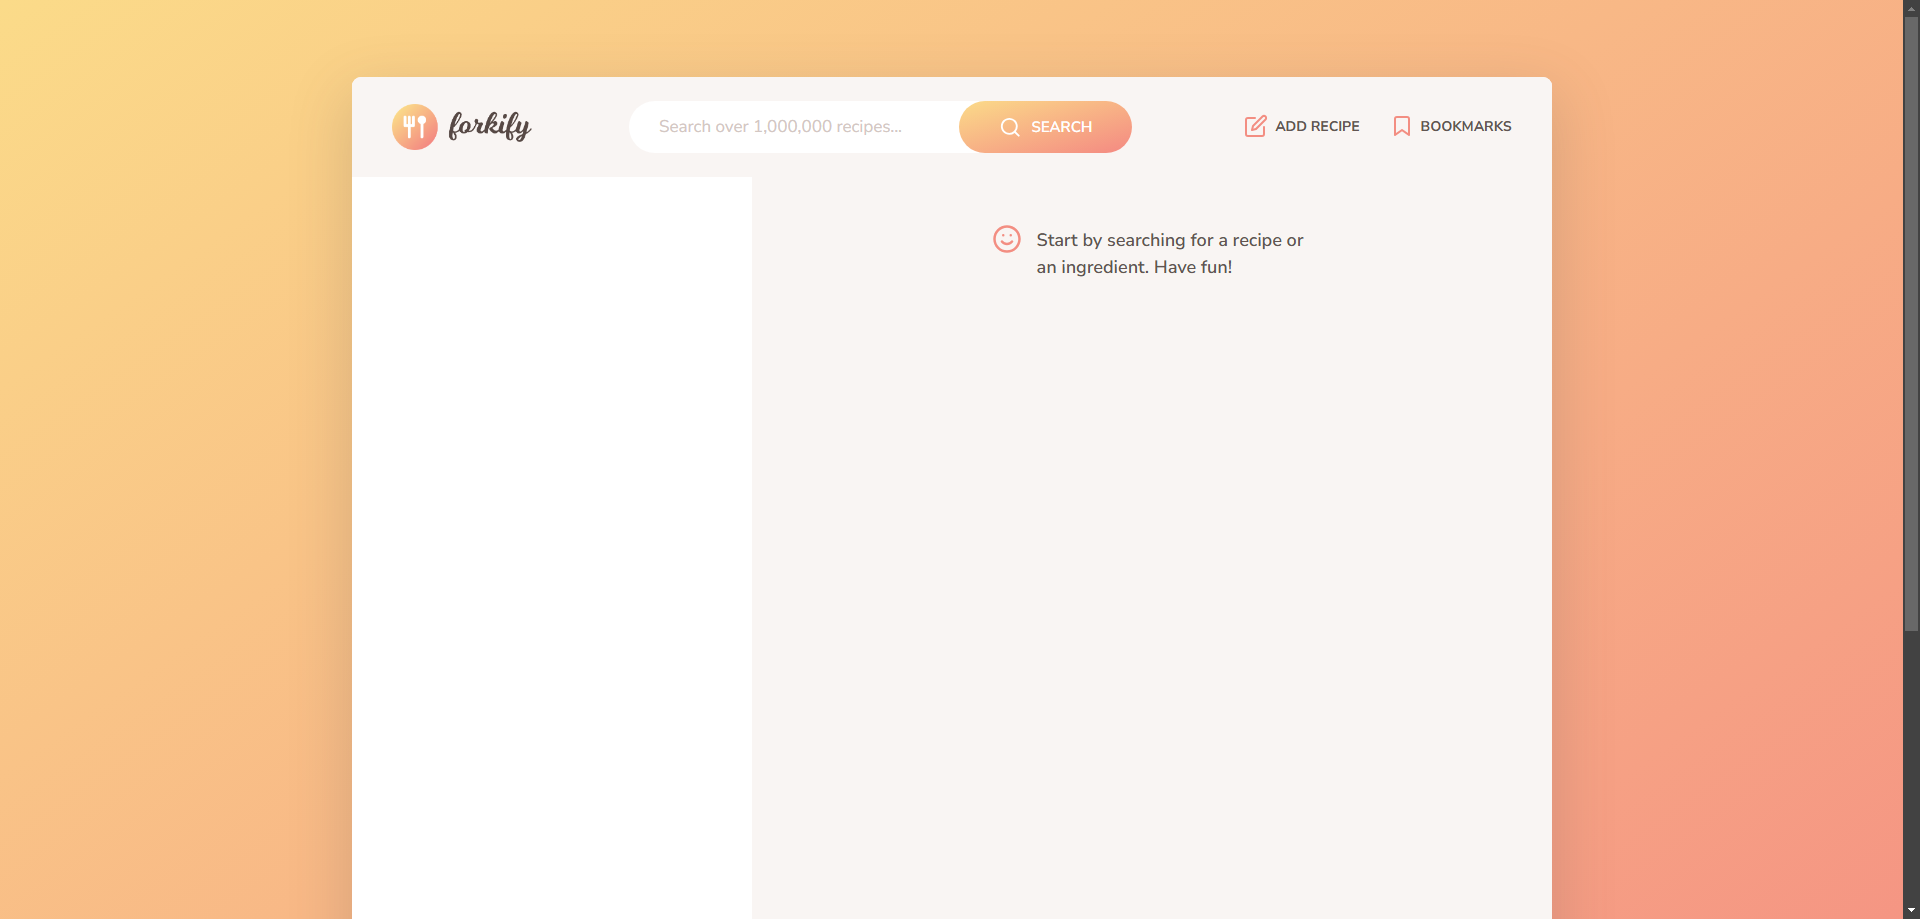 forkify
Search over 1,000,000 recipes...
SEARCH
ADD RECIPE
BOOKMARKS
Start by searching for a recipe or
an ingredient. Have fun!